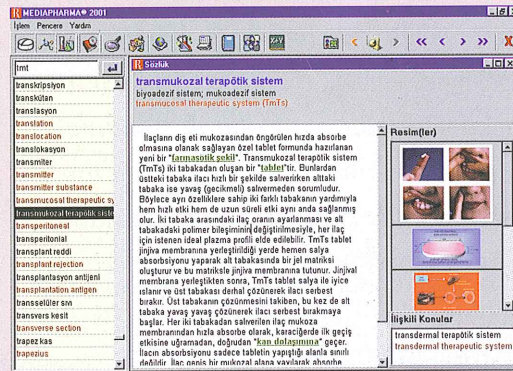 MEDIAPHARMA® 2001
İşlem Pencere Yardım
tmt
transkripsiyon
transkütan
translasyon
translation
translocation
translokasyon
transmiter
transmitter
transmitter substance
transmucosal therapeutic sy
transmukozal terapötik siste
transperitoneal
transperitonial
transplant reddi
transplant rejection
transplantasyon antijeni
transplantation antigen
transselüler sıvı
transvers kesit
transverse section
trapez kas
trapezius
Sözlük
transmukozal terapötik sistem
biyoadezif sistem; mukoadezif sistem
transmucosal therapeutic system (TmTs)
İlaçların diş eti mukozasından öngörülen hızda absorbe
olmasına olanak sağlayan özel tablet formunda hazırlanan
yeni bir "farmasötik şekil". Transmukozal terapötik sistem
(TmTs) iki tabakadan oluşan bir "tablet"tir. Bunlardan
üstteki tabaka ilacı hızlı bir şekilde salıverirken alttaki
tabaka ise yavaş (gecikmeli) salıvermeden sorumludur.
Böylece ayrı özelliklere sahip iki farklı tabakanın yardımıyla
hem hızlı etki hem de uzun süreli etki aynı anda sağlanmış
olur. İki tabaka arasındaki ilaç oranın ayarlanması ve alt
tabakadaki polimer bileşiminin değiştirilmesiyle, her ilaç
için istenen ideal plazma profili elde edilebilir. TmTs tablet
jinjiva membranına yerleştirildiği yerde hemen salya
absorbsiyonu yaparak alt tabakasında bir jel matriksi
oluşturur ve bu matriksle jinjiva membranına tutunur. Jinjival
membrana yerleştikten sonra, TmTs tablet salya ile iyice
ıslanır ve üst tabakası derhal çözünerek ilacı serbest
bırakır. Üst tabakanın çözünmesini takiben, bu kez de alt
tabaka yavaş yavaş çözünerek ilacı serbest bırakmaya
başlar. Her iki tabakadan salıverilen ilaç mukoza
membranından hızla absorbe olarak, karaciğerde ilk geçiş
etkisine uğramadan, doğrudan "kan dolaşımına" geçer.
İlacın absorbsiyonu sadece tabletin yapıştığı alanla sınırlı
değildir. İlaç geniş bir mukozal alana yayılarak absorbe
Resim(ler)
İlişkili Konular
transdermal terapötik sistem
transdermal therapeutic system